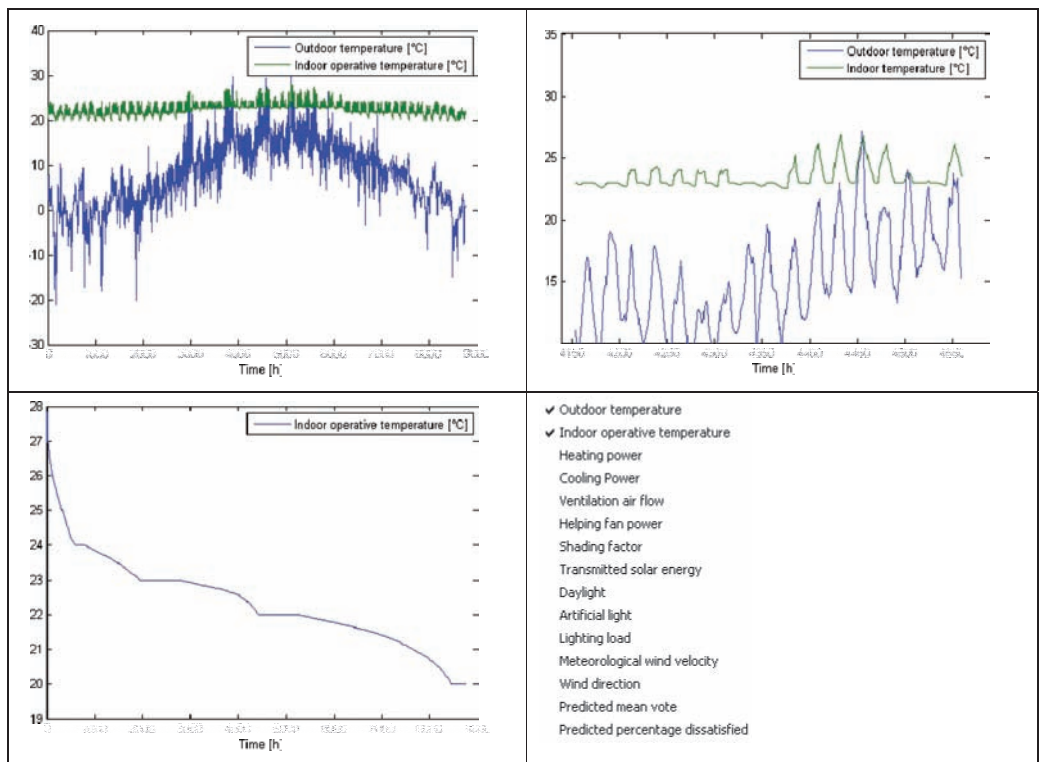 40
30
20
10
0
-10
-20
-30
Outdoor temperature [°C]
Indoor operative temperature [°C]
Time [h]
35
30
25
20
15
Outdoor temperature [°C]
Indoor temperature [°C]
Time [h]
28
27
26
25
24
23
22
21
20
19
Indoor operative temperature [°C]
Time [h]
✔ Outdoor temperature
✔ Indoor operative temperature
Heating power
Cooling Power
Ventilation air flow
Helping fan power
Shading factor
Transmitted solar energy
Daylight
Artificial light
Lighting load
Meteorological wind velocity
Wind direction
Predicted mean vote
Predicted percentage dissatisfied